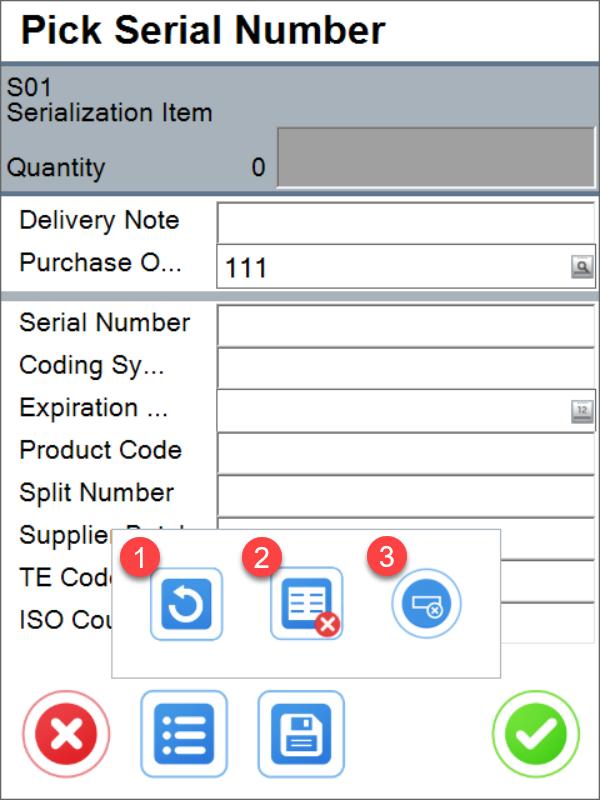 Pick Serial Number
S01
Serialization Item
Quantity 0
Delivery Note
Purchase O... 111
Serial Number
Coding Sy...
Expiration ... 12
Product Code
Split Number
Supplier
TE Code
ISO Cou
1 2 3